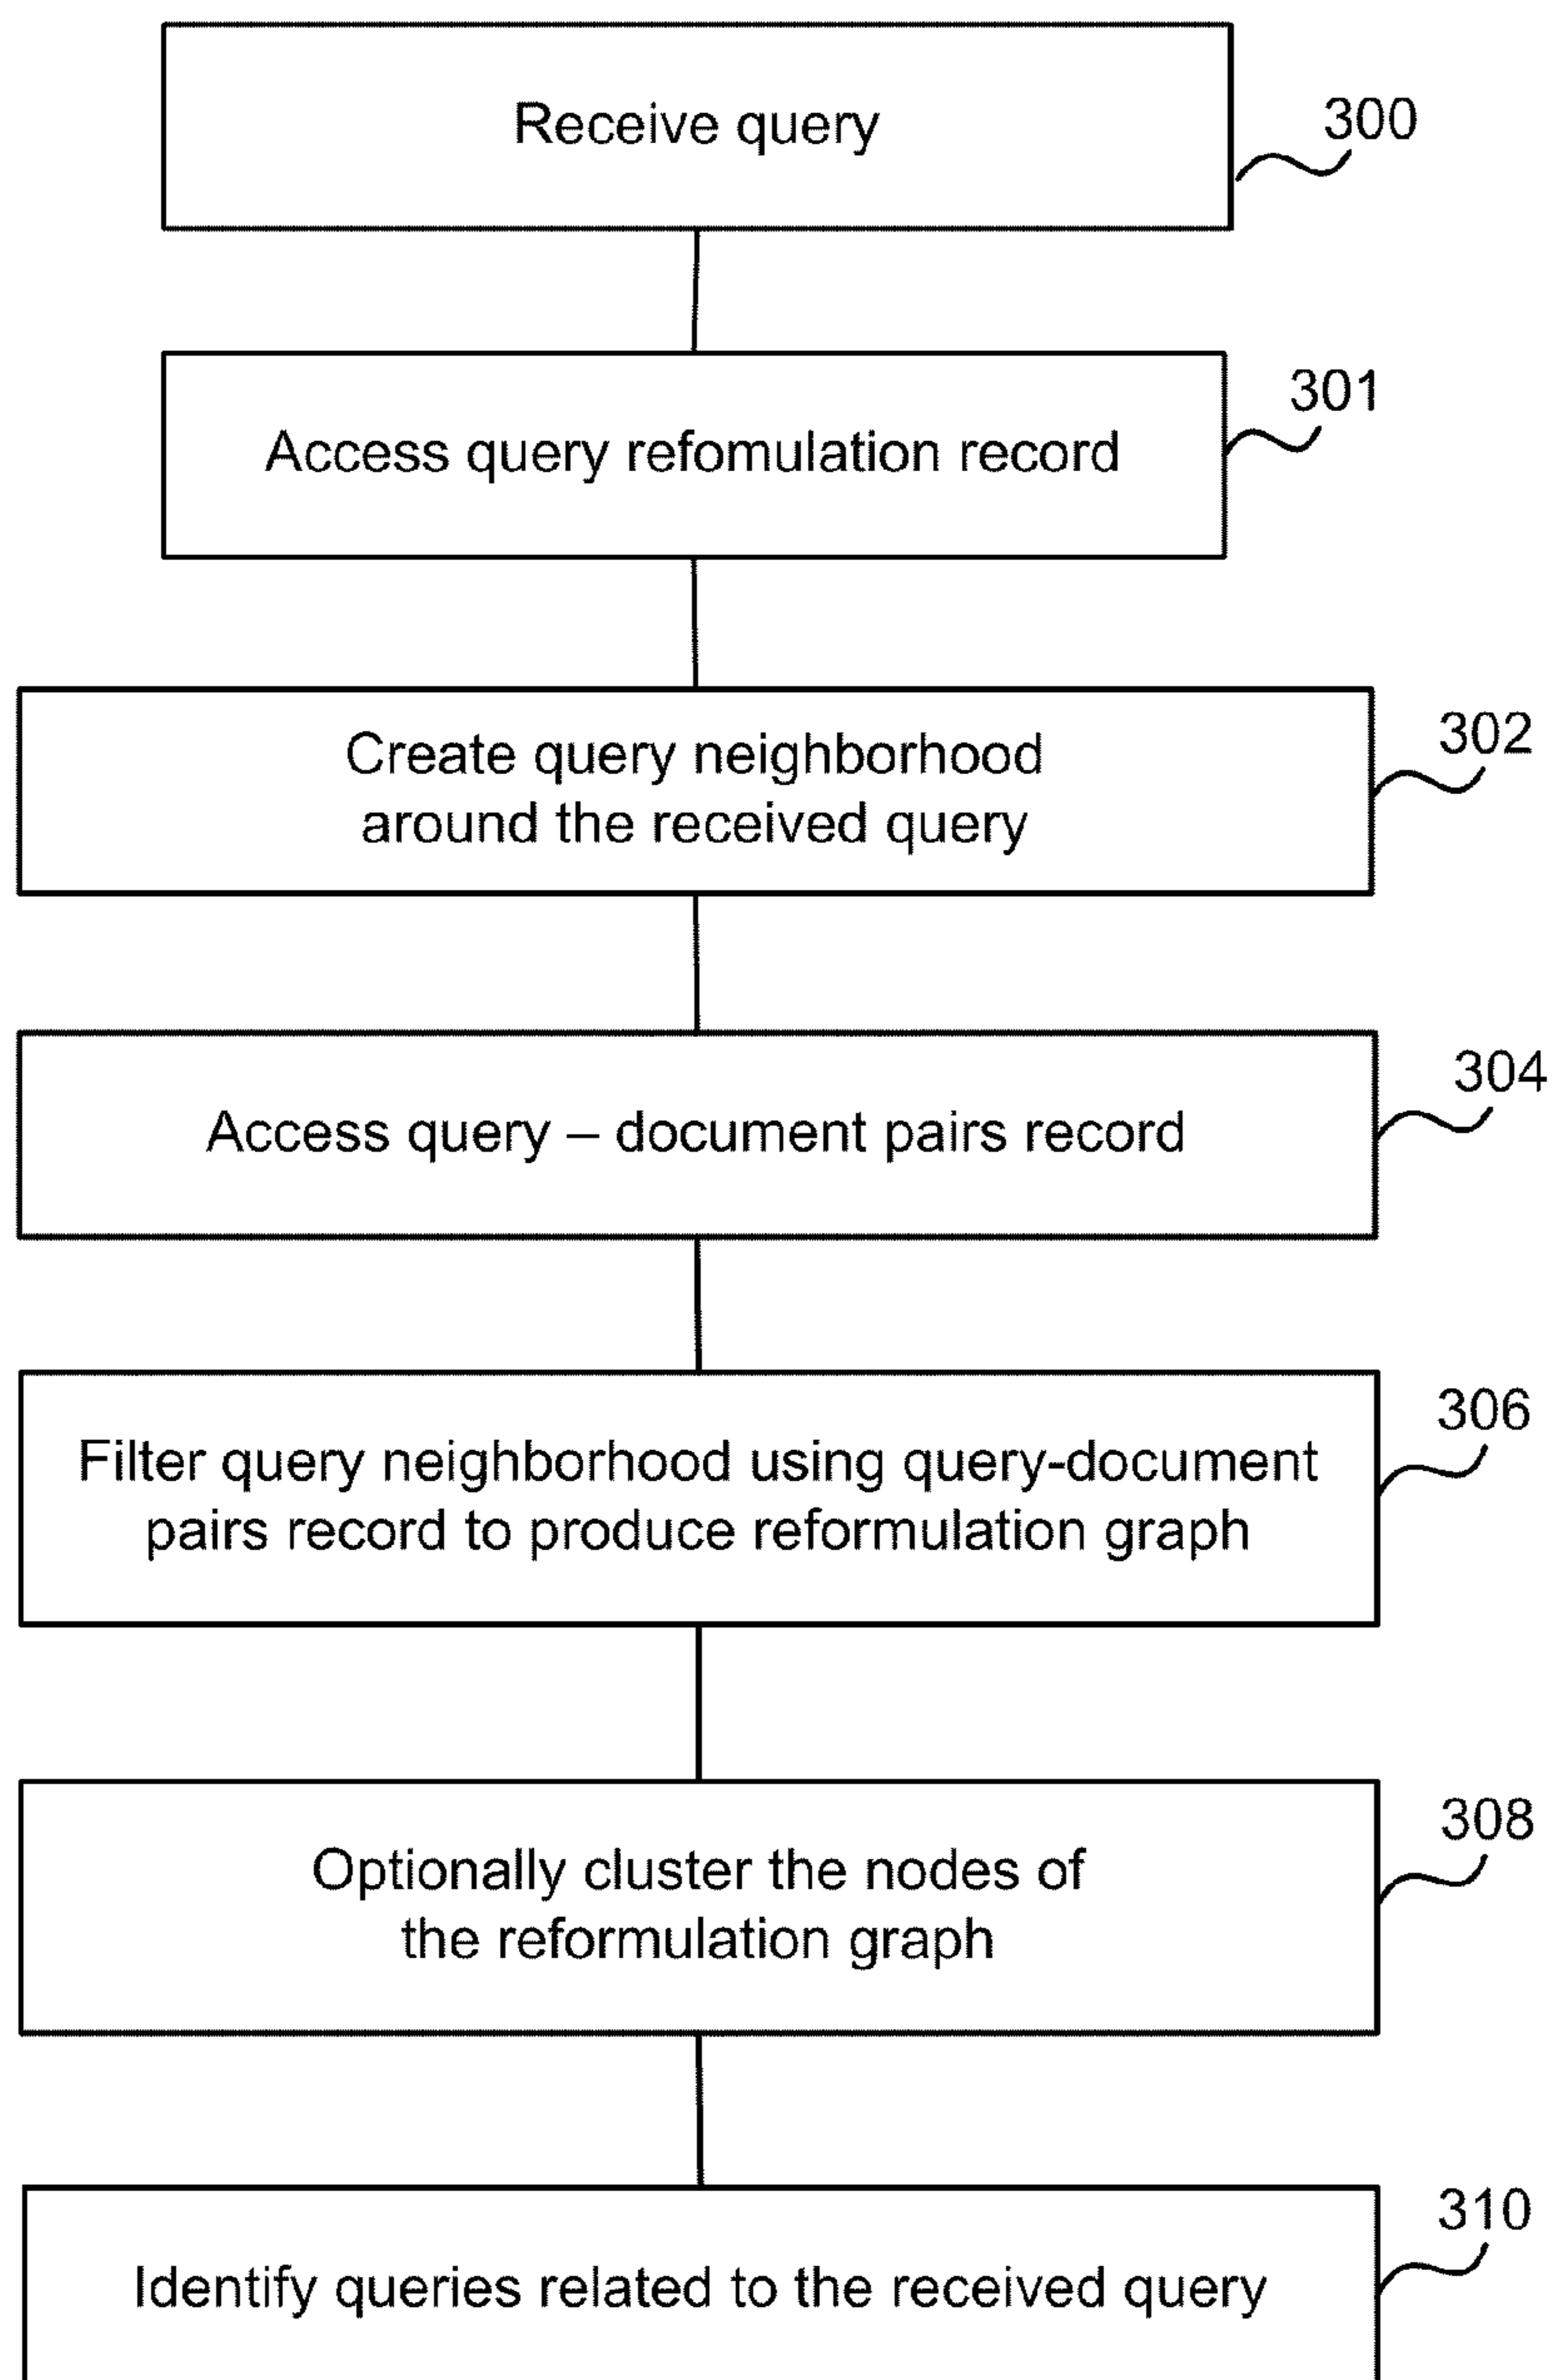 Receive query
300
Access query refomulation record
301
Create query neighborhood
around the received query
302
Access query – document pairs record
304
Filter query neighborhood using query-document
pairs record to produce reformulation graph
306
Optionally cluster the nodes of
the reformulation graph
308
Identify queries related to the received query
310